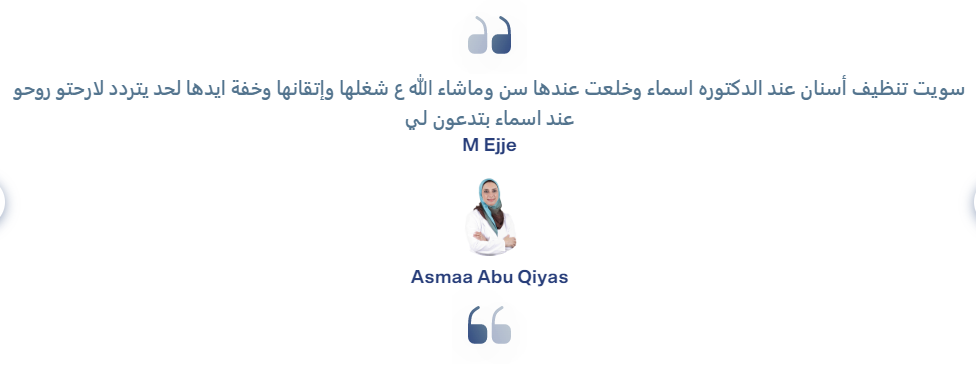 سويت تنظيف أسنان عند الدكتوره اسماء وخلعت عندها سن وماشاء الله ع شغلها وإتقانها وخفة ايدها لحد يتردد لارحتو روحو
عند اسماء بتدعون لي
M Ejje
Asmaa Abu Qiyas